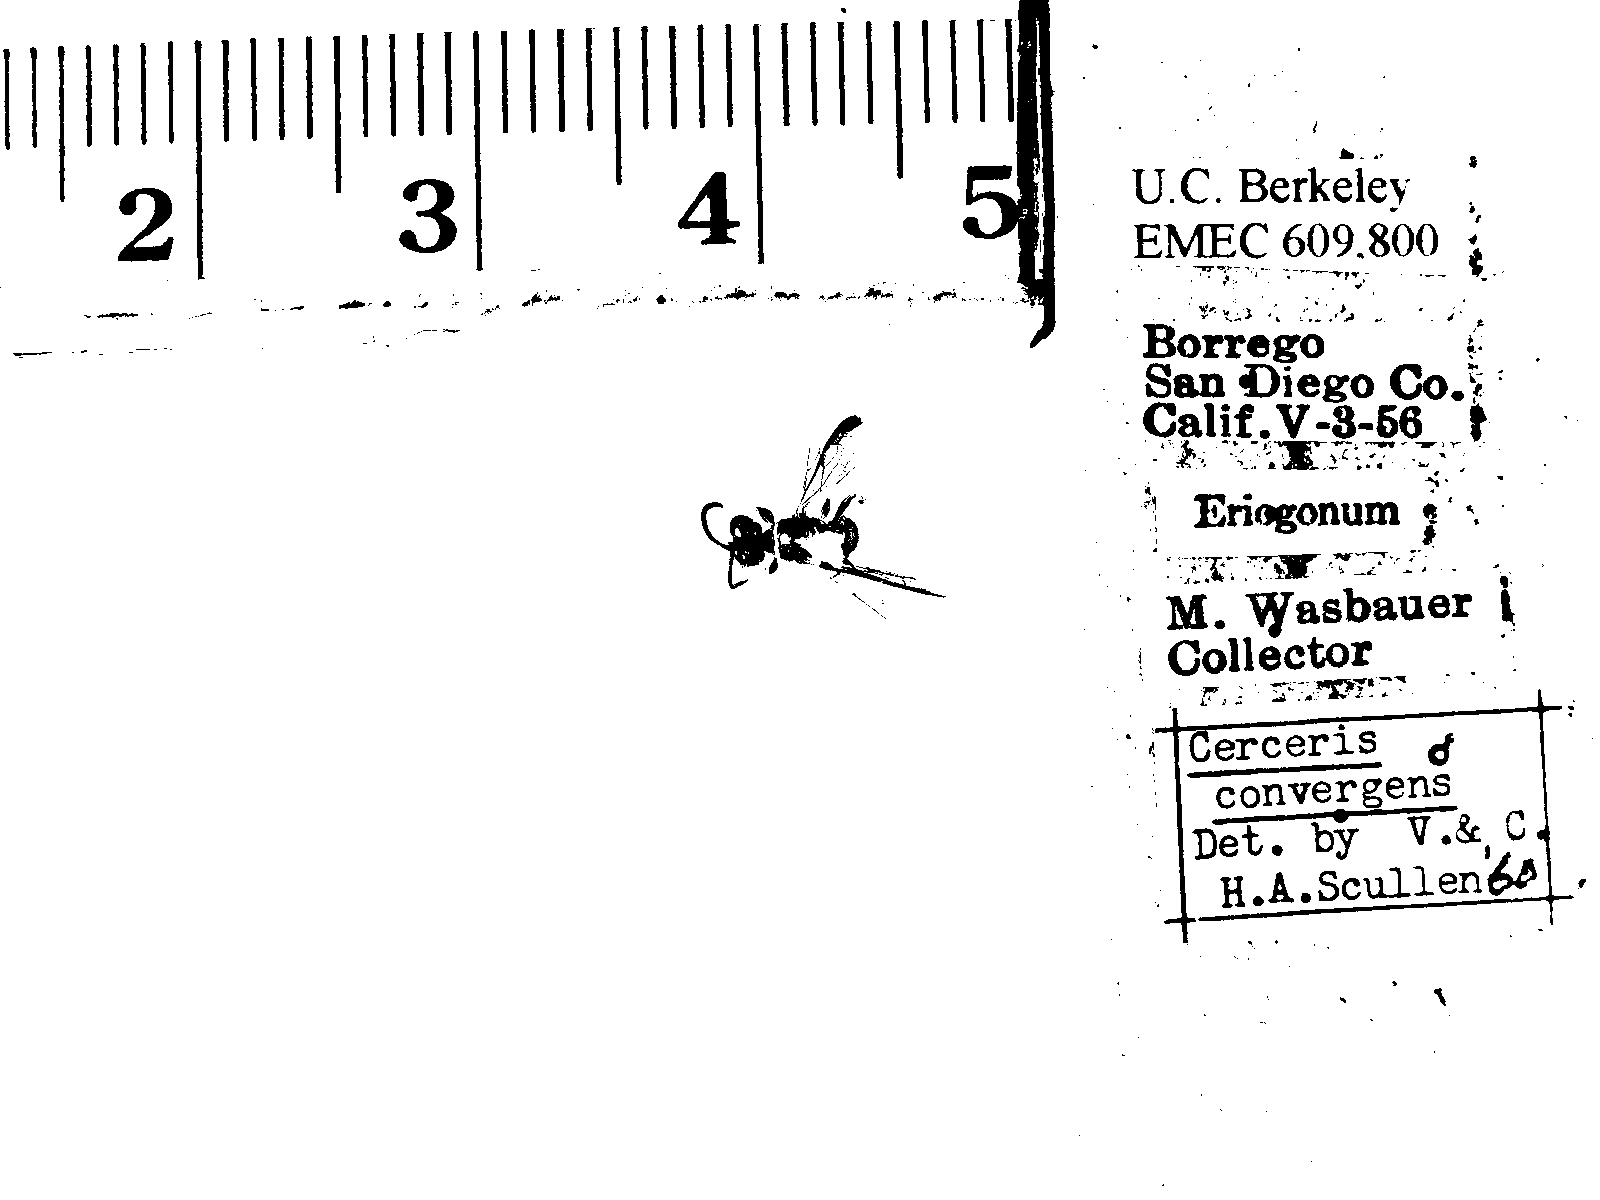 2 3 4 5
U.C. Berkeley
EMEC 609,800
Borrego
San Diego Co.
Calif. V-3-56
Eriogonum
M. Wasbauer
Collector
Cerceris ♂
convergens
Det. by V.& C.
H.A.Scullen '60